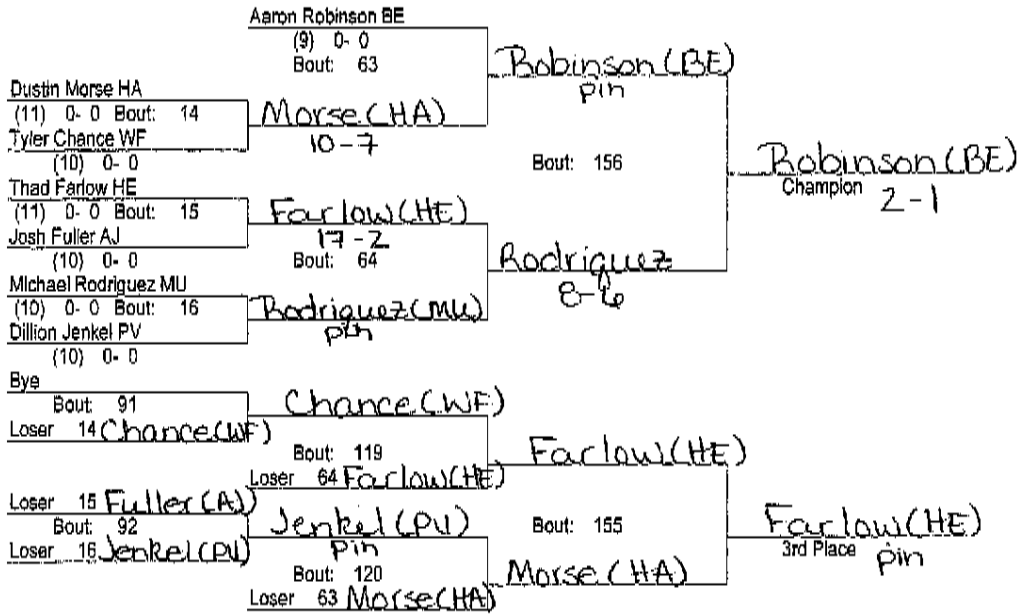 Aaron Robinson BE
(9) 0- 0
Bout: 63
Robinson (BE)
pin
Dustin Morse HA
(11) 0- 0 Bout: 14
Morse (HA)
10-7
Tyler Chance WF
(10) 0- 0
Bout: 156
Robinson (BE)
Champion 2-1
Thad Farlow HE
(11) 0- 0 Bout: 15
Farlow (HE)
17-2
Josh Fuller AJ
(10) 0- 0
Bout: 64
Rodriguez
8-6
Michael Rodriguez MU
(10) 0- 0 Bout: 16
Rodriguez (MU)
pin
Dillion Jenkel PV
(10) 0- 0
Bye
Bout: 91
Chance (WF)
Loser 14 Chance (WF)
Bout: 119
Farlow (HE)
Loser 64 Farlow (HE)
Loser 15 Fuller (AJ)
Bout: 92
Jenkel (PV)
pin
Loser 16 Jenkel (PV)
Bout: 155
Farlow (HE)
3rd Place pin
Bout: 120
Morse (HA)
Loser 63 Morse (HA)